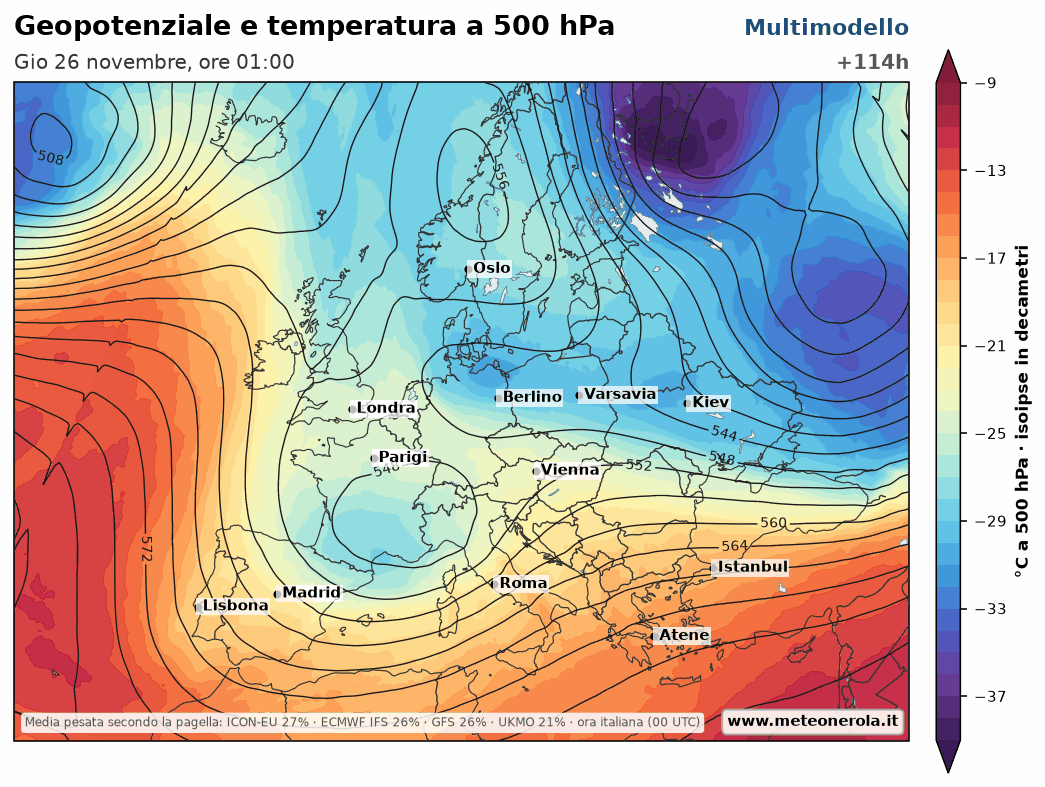 Geopotenziale e temperatura a 500 hPa
Multimodello
Gio 26 novembre, ore 01:00
+114h
508
556
Oslo
Londra
Berlino
Varsavia
Kiev
544
548
Parigi
Vienna
552
560
564
572
Istanbul
Madrid
Roma
Lisbona
Atene
Media pesata secondo la pagella: ICON-EU 27% · ECMWF IFS 26% · GFS 26% · UKMO 21% · ora italiana (00 UTC)
www.meteonerola.it
−9
−13
−17
−21
−25
−29
−33
−37
°C a 500 hPa · isoipse in decametri